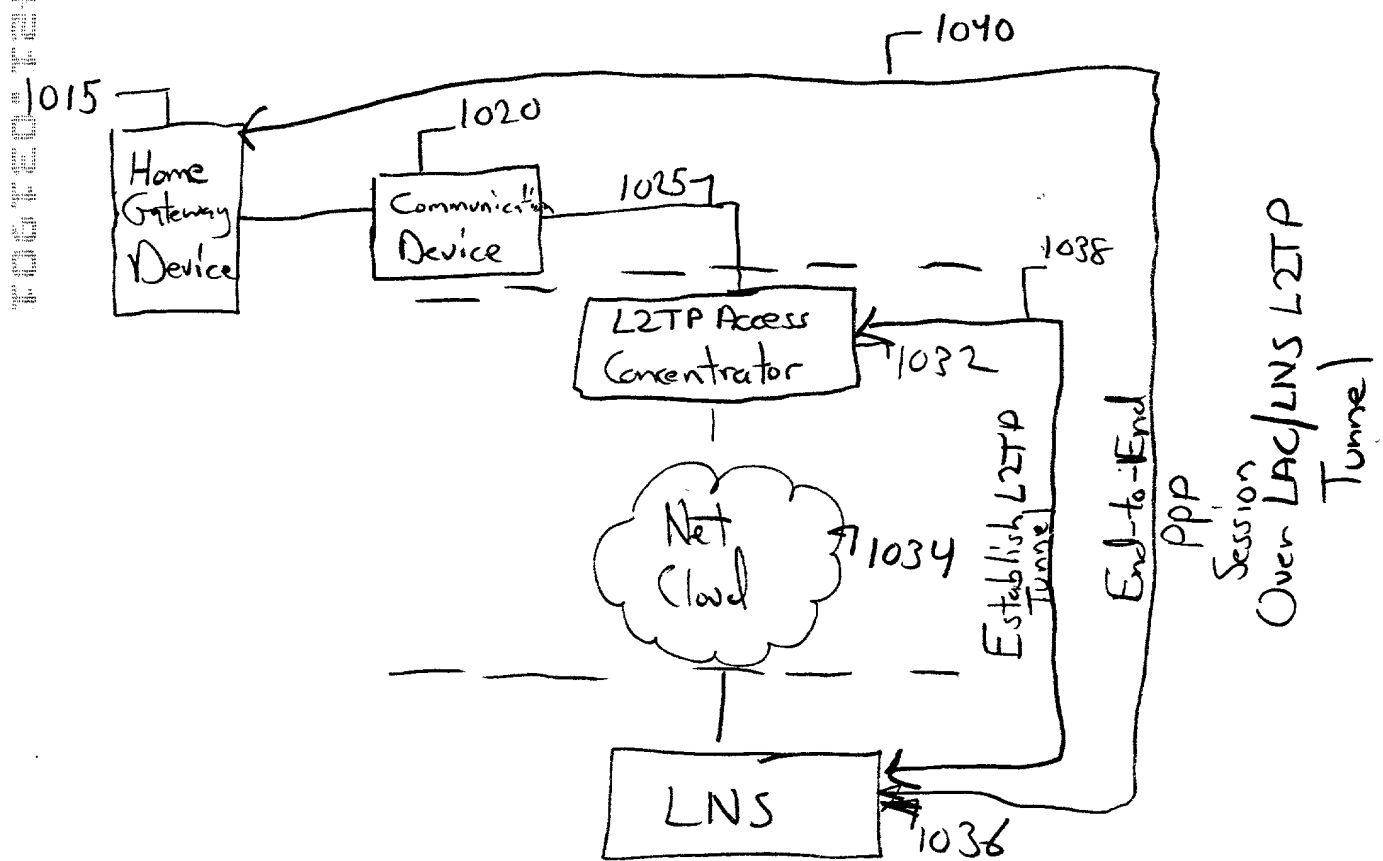 1040
1015
1020
Home
Gateway
Device
Communication
Device
1025
1038
L2TP Access
Concentrator
1032
Net
Cloud
1034
Establish L2TP
Tunnel
End-to-End
PPP
Session
Over LAC/LNS L2TP
Tunnel
LNS
1036